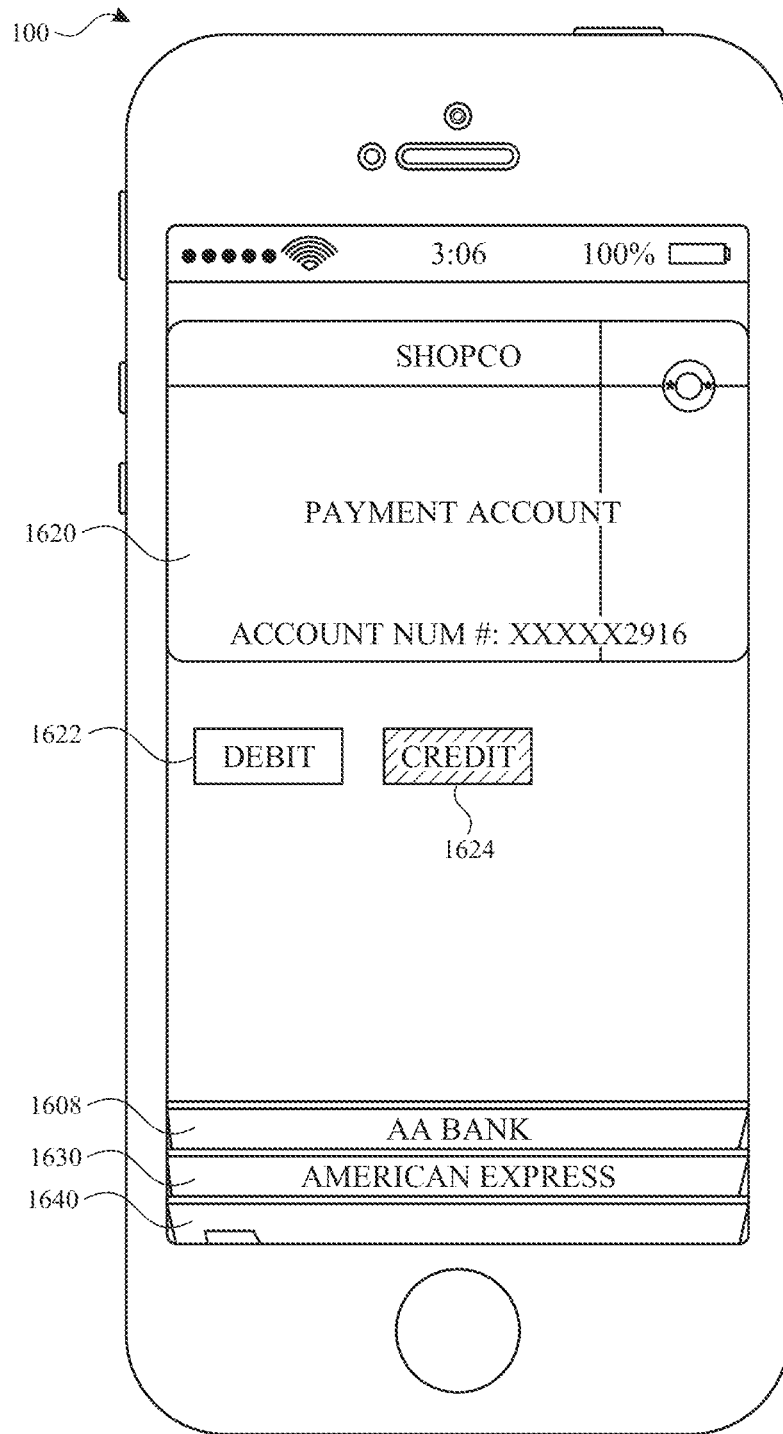 100
3:06 100%
SHOPCO
PAYMENT ACCOUNT
1620
ACCOUNT NUM #: XXXXX2916
1622
DEBIT CREDIT
1624
1608
AA BANK
1630
AMERICAN EXPRESS
1640